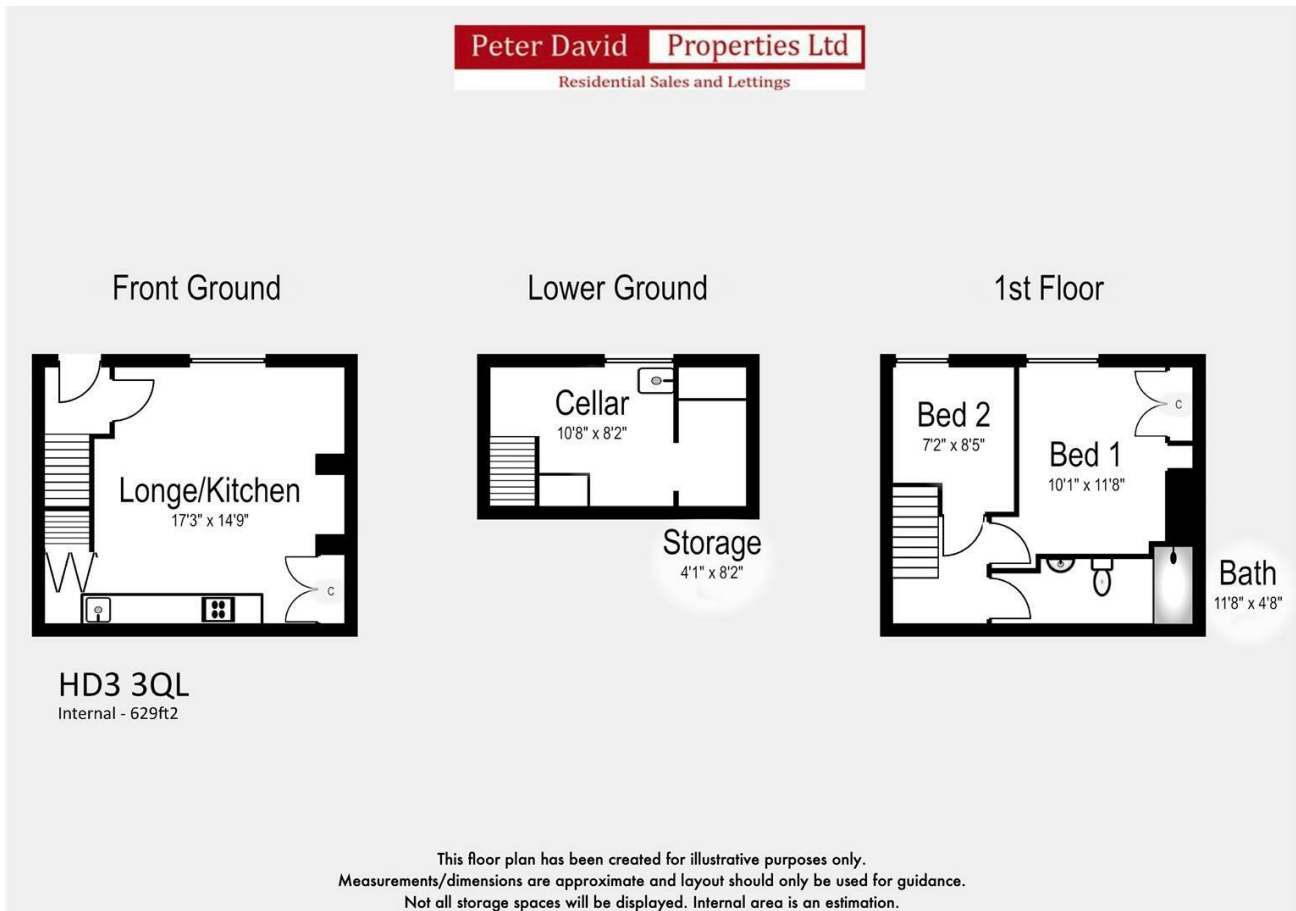 Peter David Properties Ltd
Residential Sales and Lettings
Front Ground
Lower Ground
1st Floor
Longe/Kitchen
17'3" x 14'9"
C
Cellar
10'8" x 8'2"
Storage
4'1" x 8'2"
Bed 2
7'2" x 8'5"
Bed 1
10'1" x 11'8"
C
Bath
11'8" x 4'8"
HD3 3QL
Internal - 629ft2
This floor plan has been created for illustrative purposes only.
Measurements/dimensions are approximate and layout should only be used for guidance.
Not all storage spaces will be displayed. Internal area is an estimation.